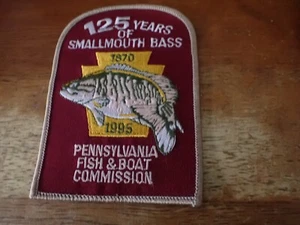 125 YEARS
OF
SMALLMOUTH BASS
1870
1995
PENNSYLVANIA
FISH & BOAT
COMMISSION